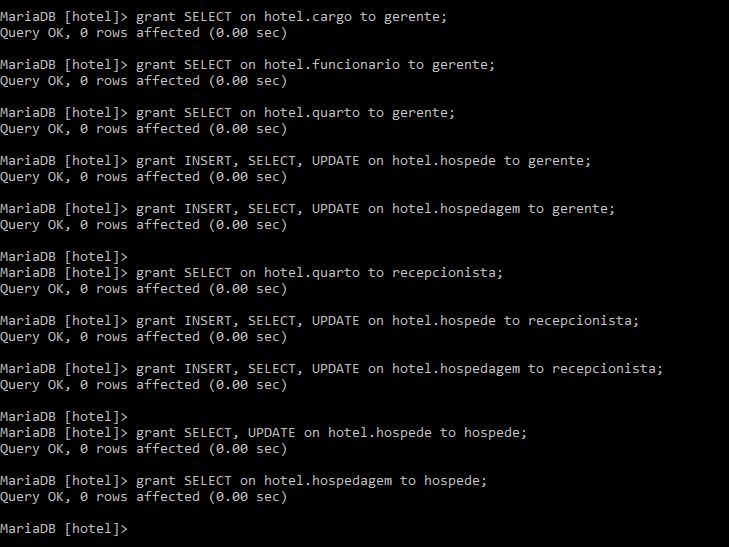 MariaDB [hotel]> grant SELECT on hotel.cargo to gerente;
Query OK, 0 rows affected (0.00 sec)
MariaDB [hotel]> grant SELECT on hotel.funcionario to gerente;
Query OK, 0 rows affected (0.00 sec)
MariaDB [hotel]> grant SELECT on hotel.quarto to gerente;
Query OK, 0 rows affected (0.00 sec)
MariaDB [hotel]> grant INSERT, SELECT, UPDATE on hotel.hospede to gerente;
Query OK, 0 rows affected (0.00 sec)
MariaDB [hotel]> grant INSERT, SELECT, UPDATE on hotel.hospedagem to gerente;
Query OK, 0 rows affected (0.00 sec)
MariaDB [hotel]>
MariaDB [hotel]> grant SELECT on hotel.quarto to recepcionista;
Query OK, 0 rows affected (0.00 sec)
MariaDB [hotel]> grant INSERT, SELECT, UPDATE on hotel.hospede to recepcionista;
Query OK, 0 rows affected (0.00 sec)
MariaDB [hotel]> grant INSERT, SELECT, UPDATE on hotel.hospedagem to recepcionista;
Query OK, 0 rows affected (0.00 sec)
MariaDB [hotel]>
MariaDB [hotel]> grant SELECT, UPDATE on hotel.hospede to hospede;
Query OK, 0 rows affected (0.00 sec)
MariaDB [hotel]> grant SELECT on hotel.hospedagem to hospede;
Query OK, 0 rows affected (0.00 sec)
MariaDB [hotel]>